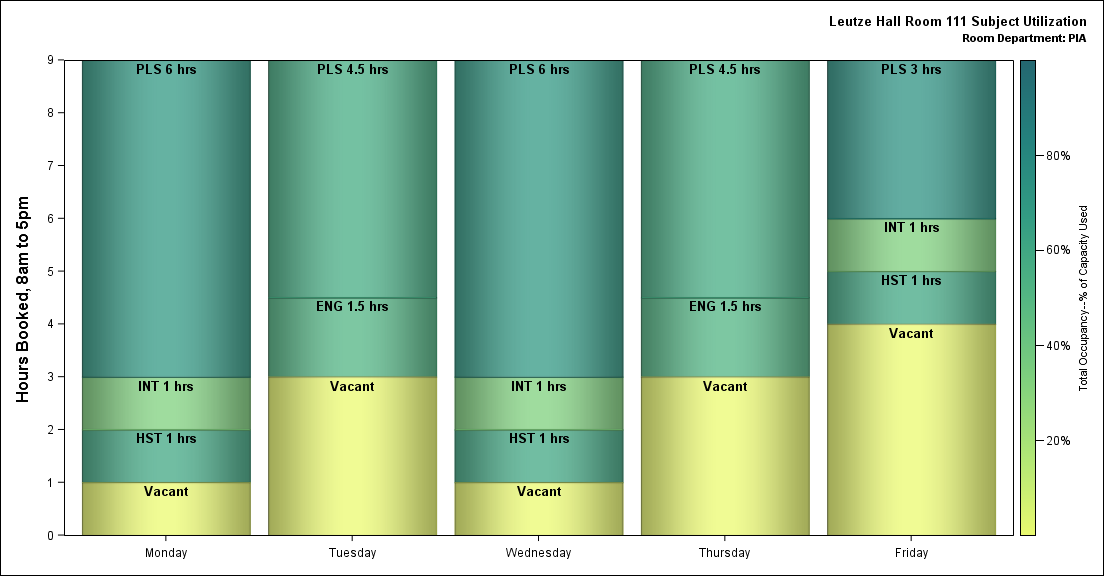 Leutze Hall Room 111 Subject Utilization
Room Department: PIA
Hours Booked, 8am to 5pm
9
8
7
6
5
4
3
2
1
0
PLS 6 hrs
INT 1 hrs
HST 1 hrs
Vacant
PLS 4.5 hrs
ENG 1.5 hrs
Vacant
PLS 6 hrs
INT 1 hrs
HST 1 hrs
Vacant
PLS 4.5 hrs
ENG 1.5 hrs
Vacant
PLS 3 hrs
INT 1 hrs
HST 1 hrs
Vacant
Monday
Tuesday
Wednesday
Thursday
Friday
80%
60%
40%
20%
Total Occupancy--% of Capacity Used